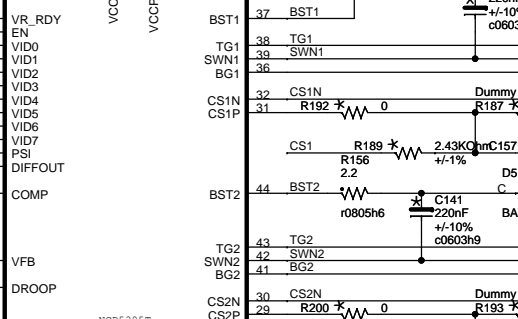 VCCP
+/-10%
c0603
VR_RDY
BST1 37 BST1
EN
VID0
TG1 38 TG1
VID1
SWN1 39 SWN1
VID2
BG1 36
VID3
VID4
CS1N 32 CS1N Dummy
VID5
CS1P 31 R192 0 R187
VID6
VID7
PSI
CS1 R189 2.43KOhm C157
DIFFOUT
R156 +/-1%
2.2 D5
COMP
BST2 44 BST2 C
C141
r0805h6 220nF BA
+/-10%
c0603h9
TG2 43 TG2
VFB
SWN2 42 SWN2
BG2 41 BG2
DROOP
CS2N 30 CS2N Dummy
CS2P 29 R200 0 R193